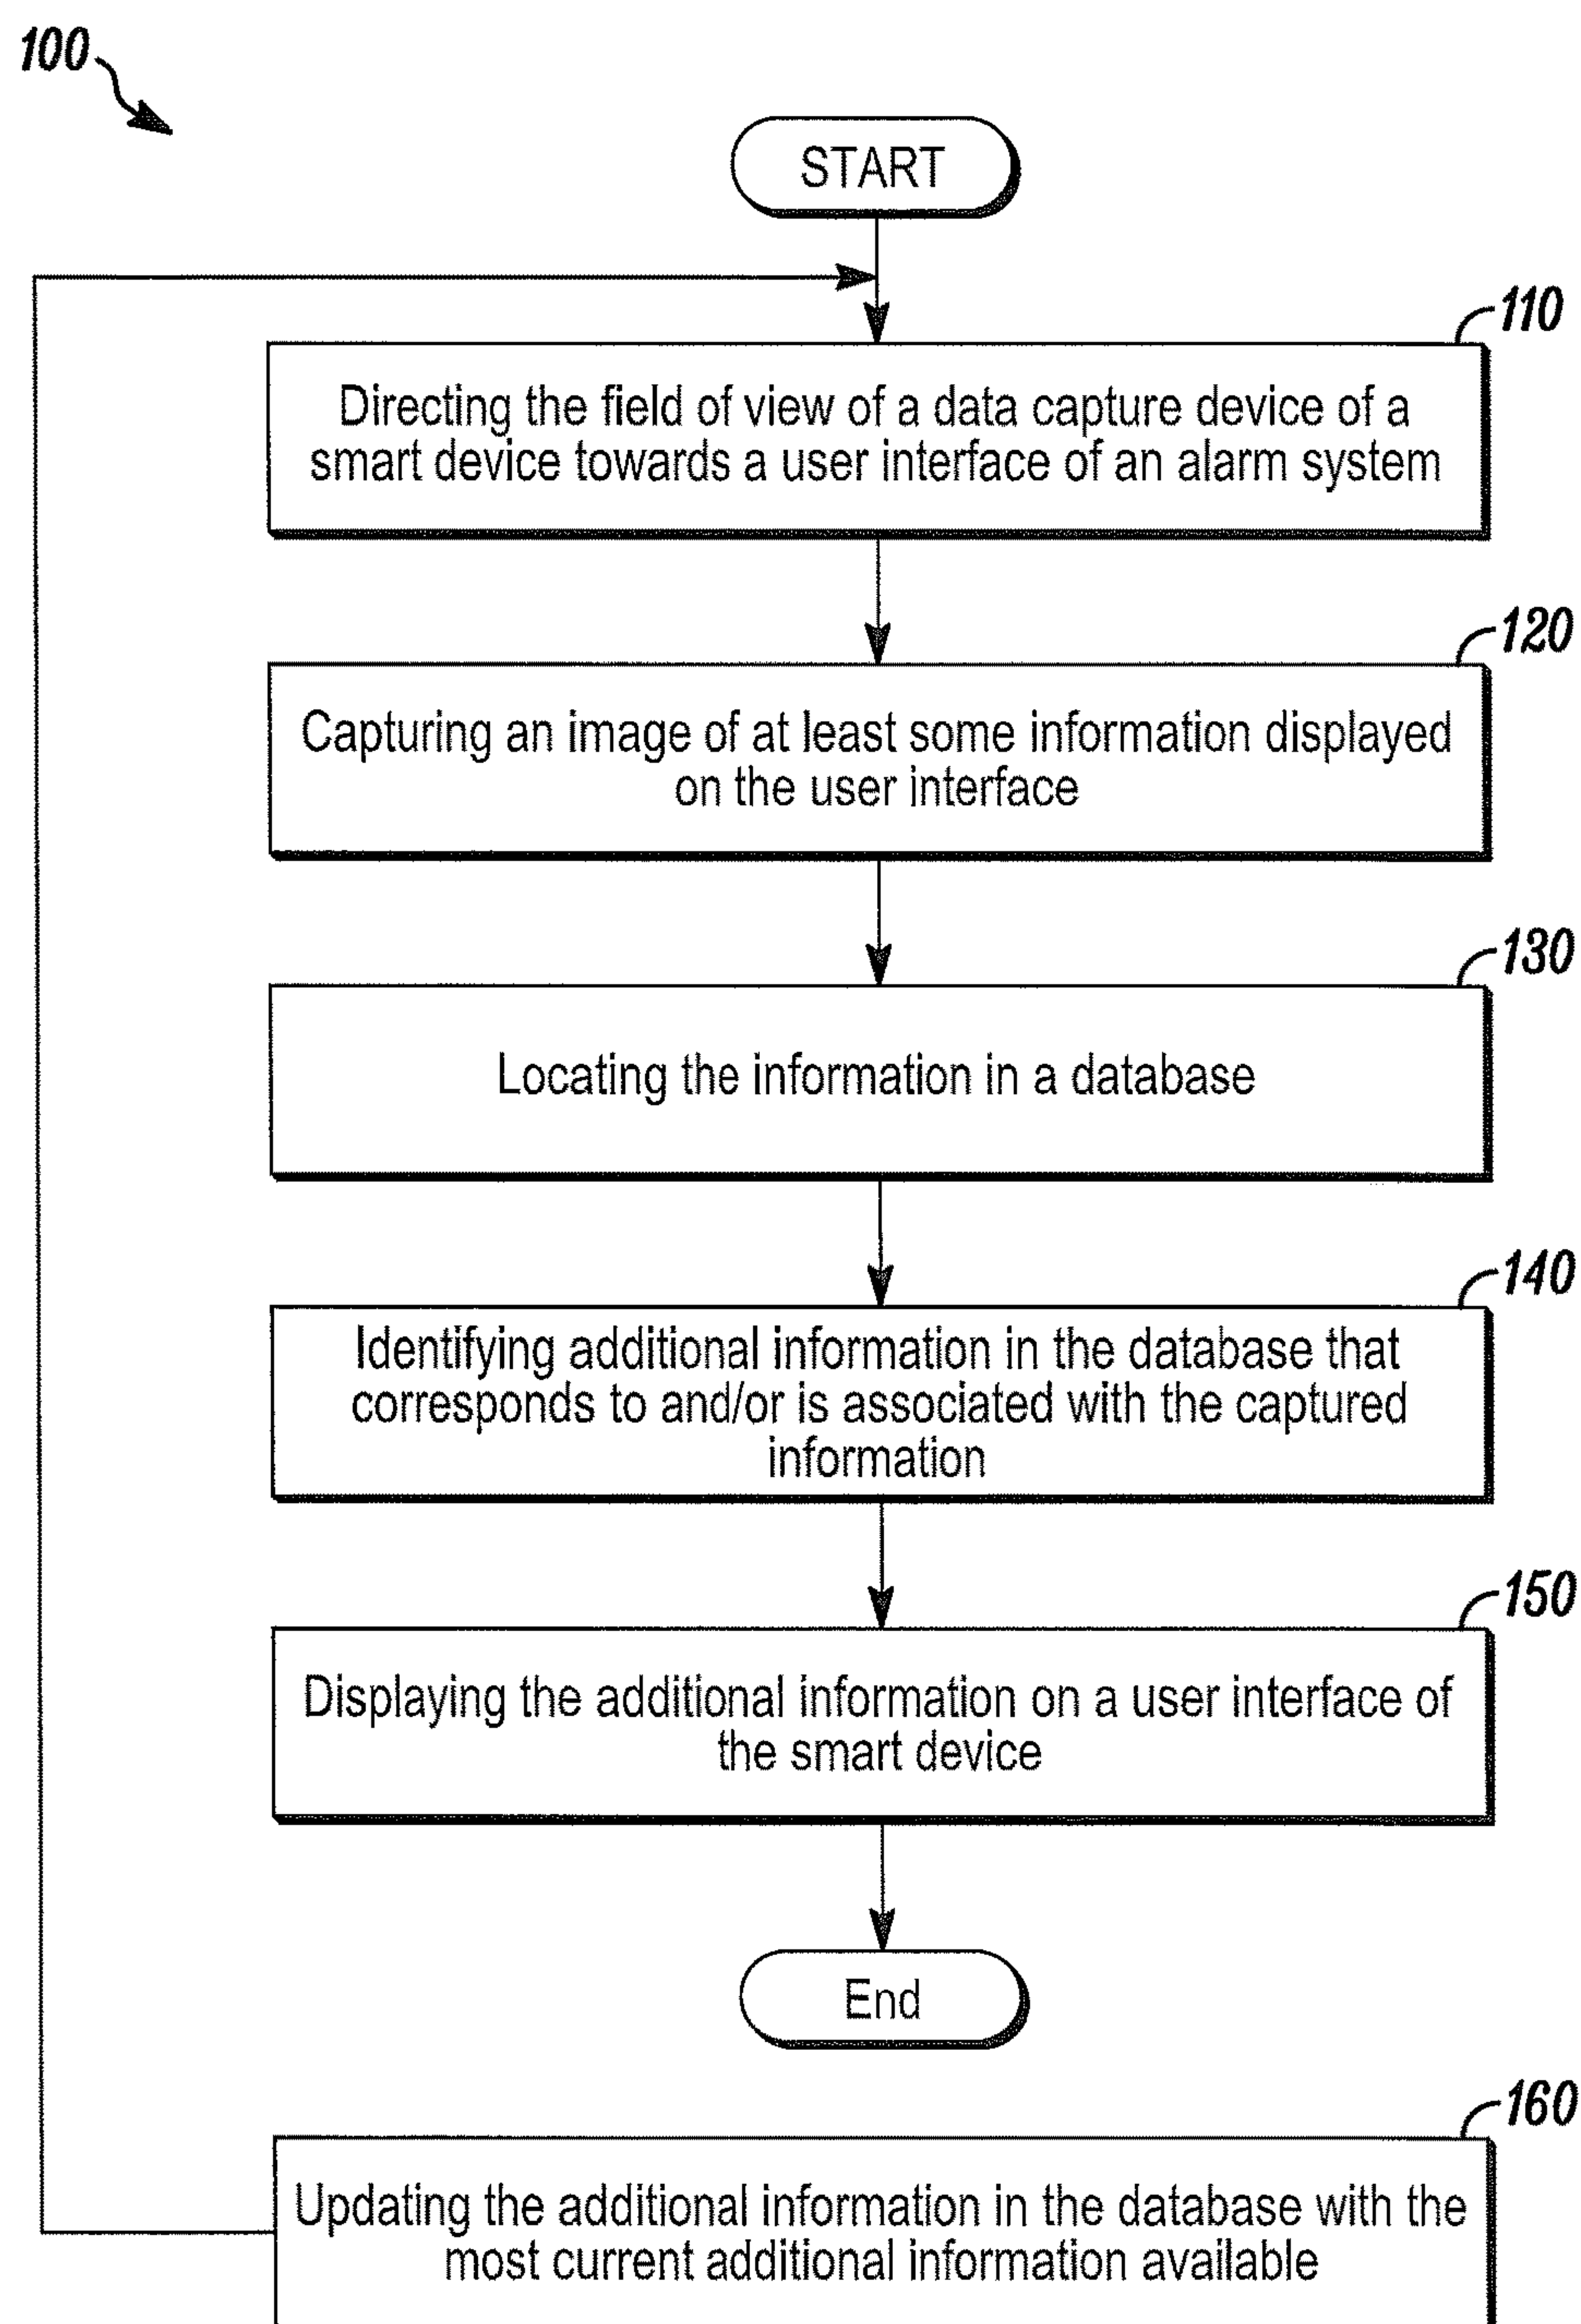 100
START
110
Directing the field of view of a data capture device of a
smart device towards a user interface of an alarm system
120
Capturing an image of at least some information displayed
on the user interface
130
Locating the information in a database
140
Identifying additional information in the database that
corresponds to and/or is associated with the captured
information
150
Displaying the additional information on a user interface of
the smart device
End
160
Updating the additional information in the database with the
most current additional information available